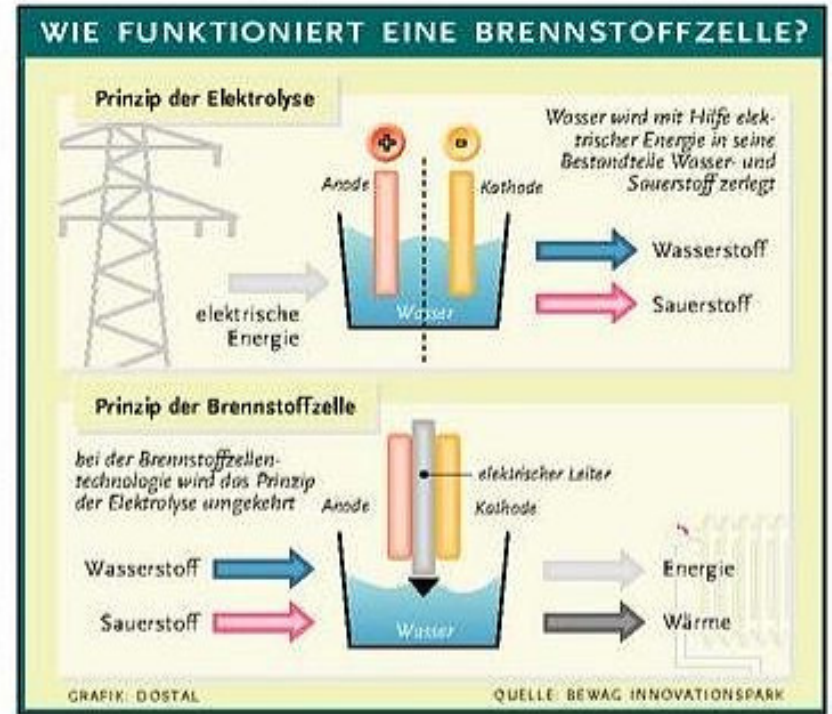 WIE FUNKTIONIERT EINE BRENNSTOFFZELLE?
Prinzip der Elektrolyse
Wasser wird mit Hilfe elek-
trischer Energie in seine
Bestandteile Wasser- und
Sauerstoff zerlegt
Anode
Kathode
Wasserstoff
Sauerstoff
elektrische
Energie
Wasser
Prinzip der Brennstoffzelle
bei der Brennstoffzellen-
technologie wird das Prinzip
der Elektrolyse umgekehrt
elektrischer Leiter
Anode
Kathode
Wasserstoff
Sauerstoff
Energie
Wärme
Wasser
GRAFIK: DOSTAL
QUELLE: BEWAG INNOVATIONSPARK